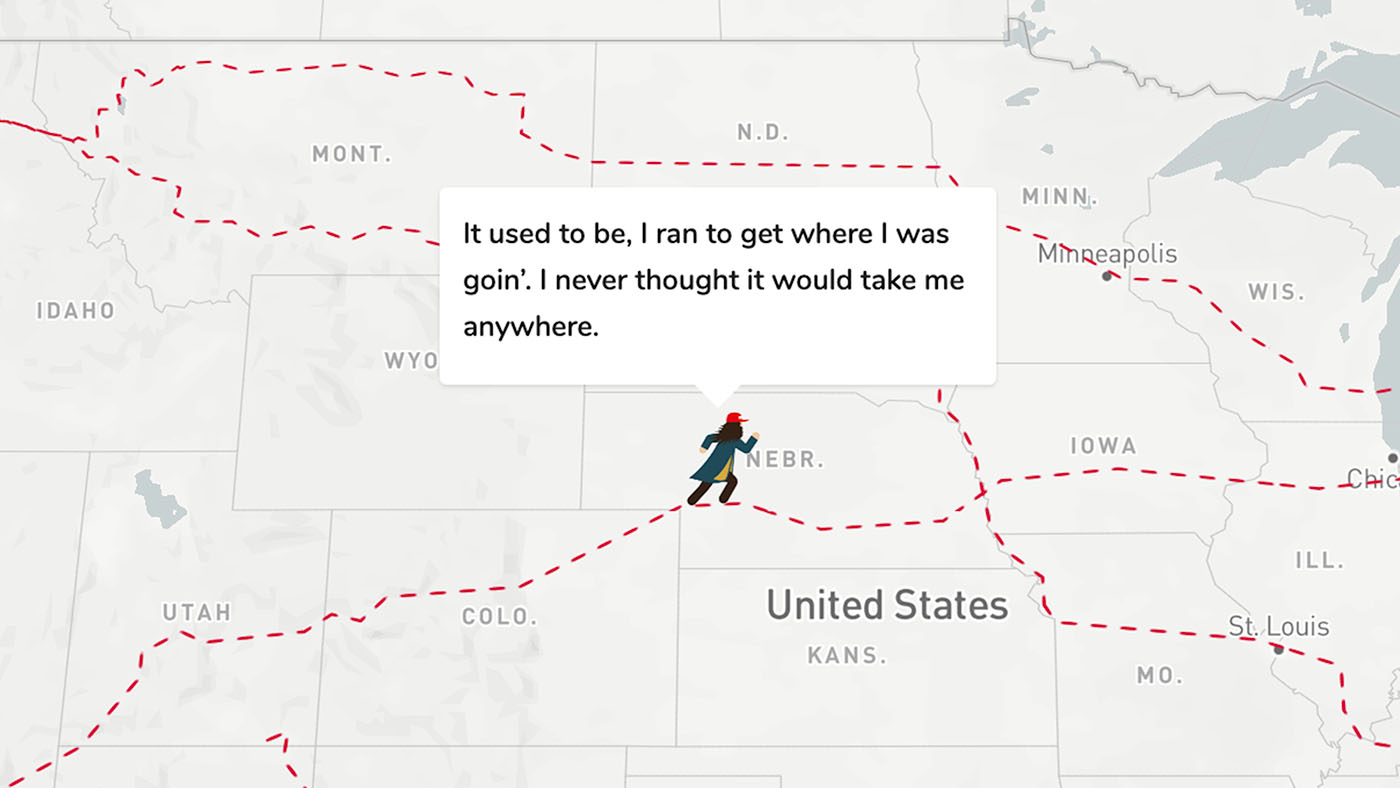 N.D.
MONT.
MINN.
It used to be, I ran to get where I was
goin’. I never thought it would take me
anywhere.
Minneapolis
WIS.
IDAHO
WYO
IOWA
NEBR.
Chic
ILL.
United States
UTAH
COLO.
St. Louis
KANS.
MO.